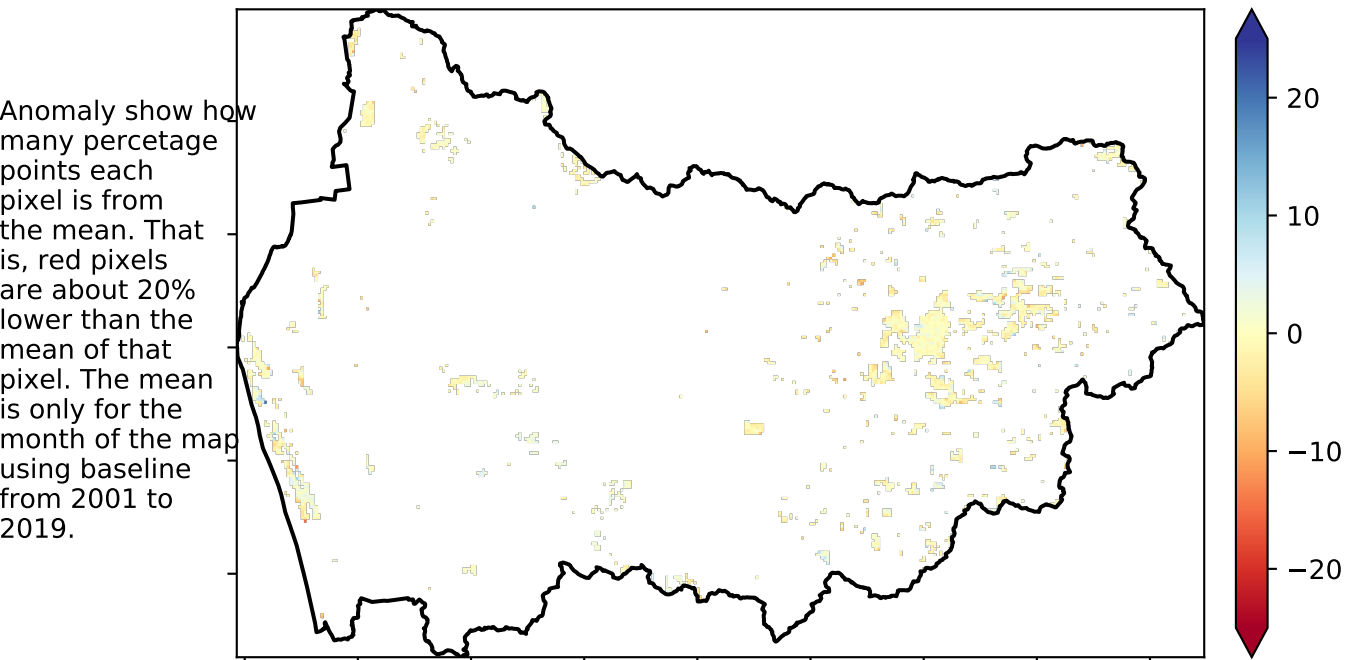 Anomaly show how
many percetage
points each
pixel is from
the mean. That
is, red pixels
are about 20%
lower than the
mean of that
pixel. The mean
is only for the
month of the map
using baseline
from 2001 to
2019.
20
10
0
−10
−20